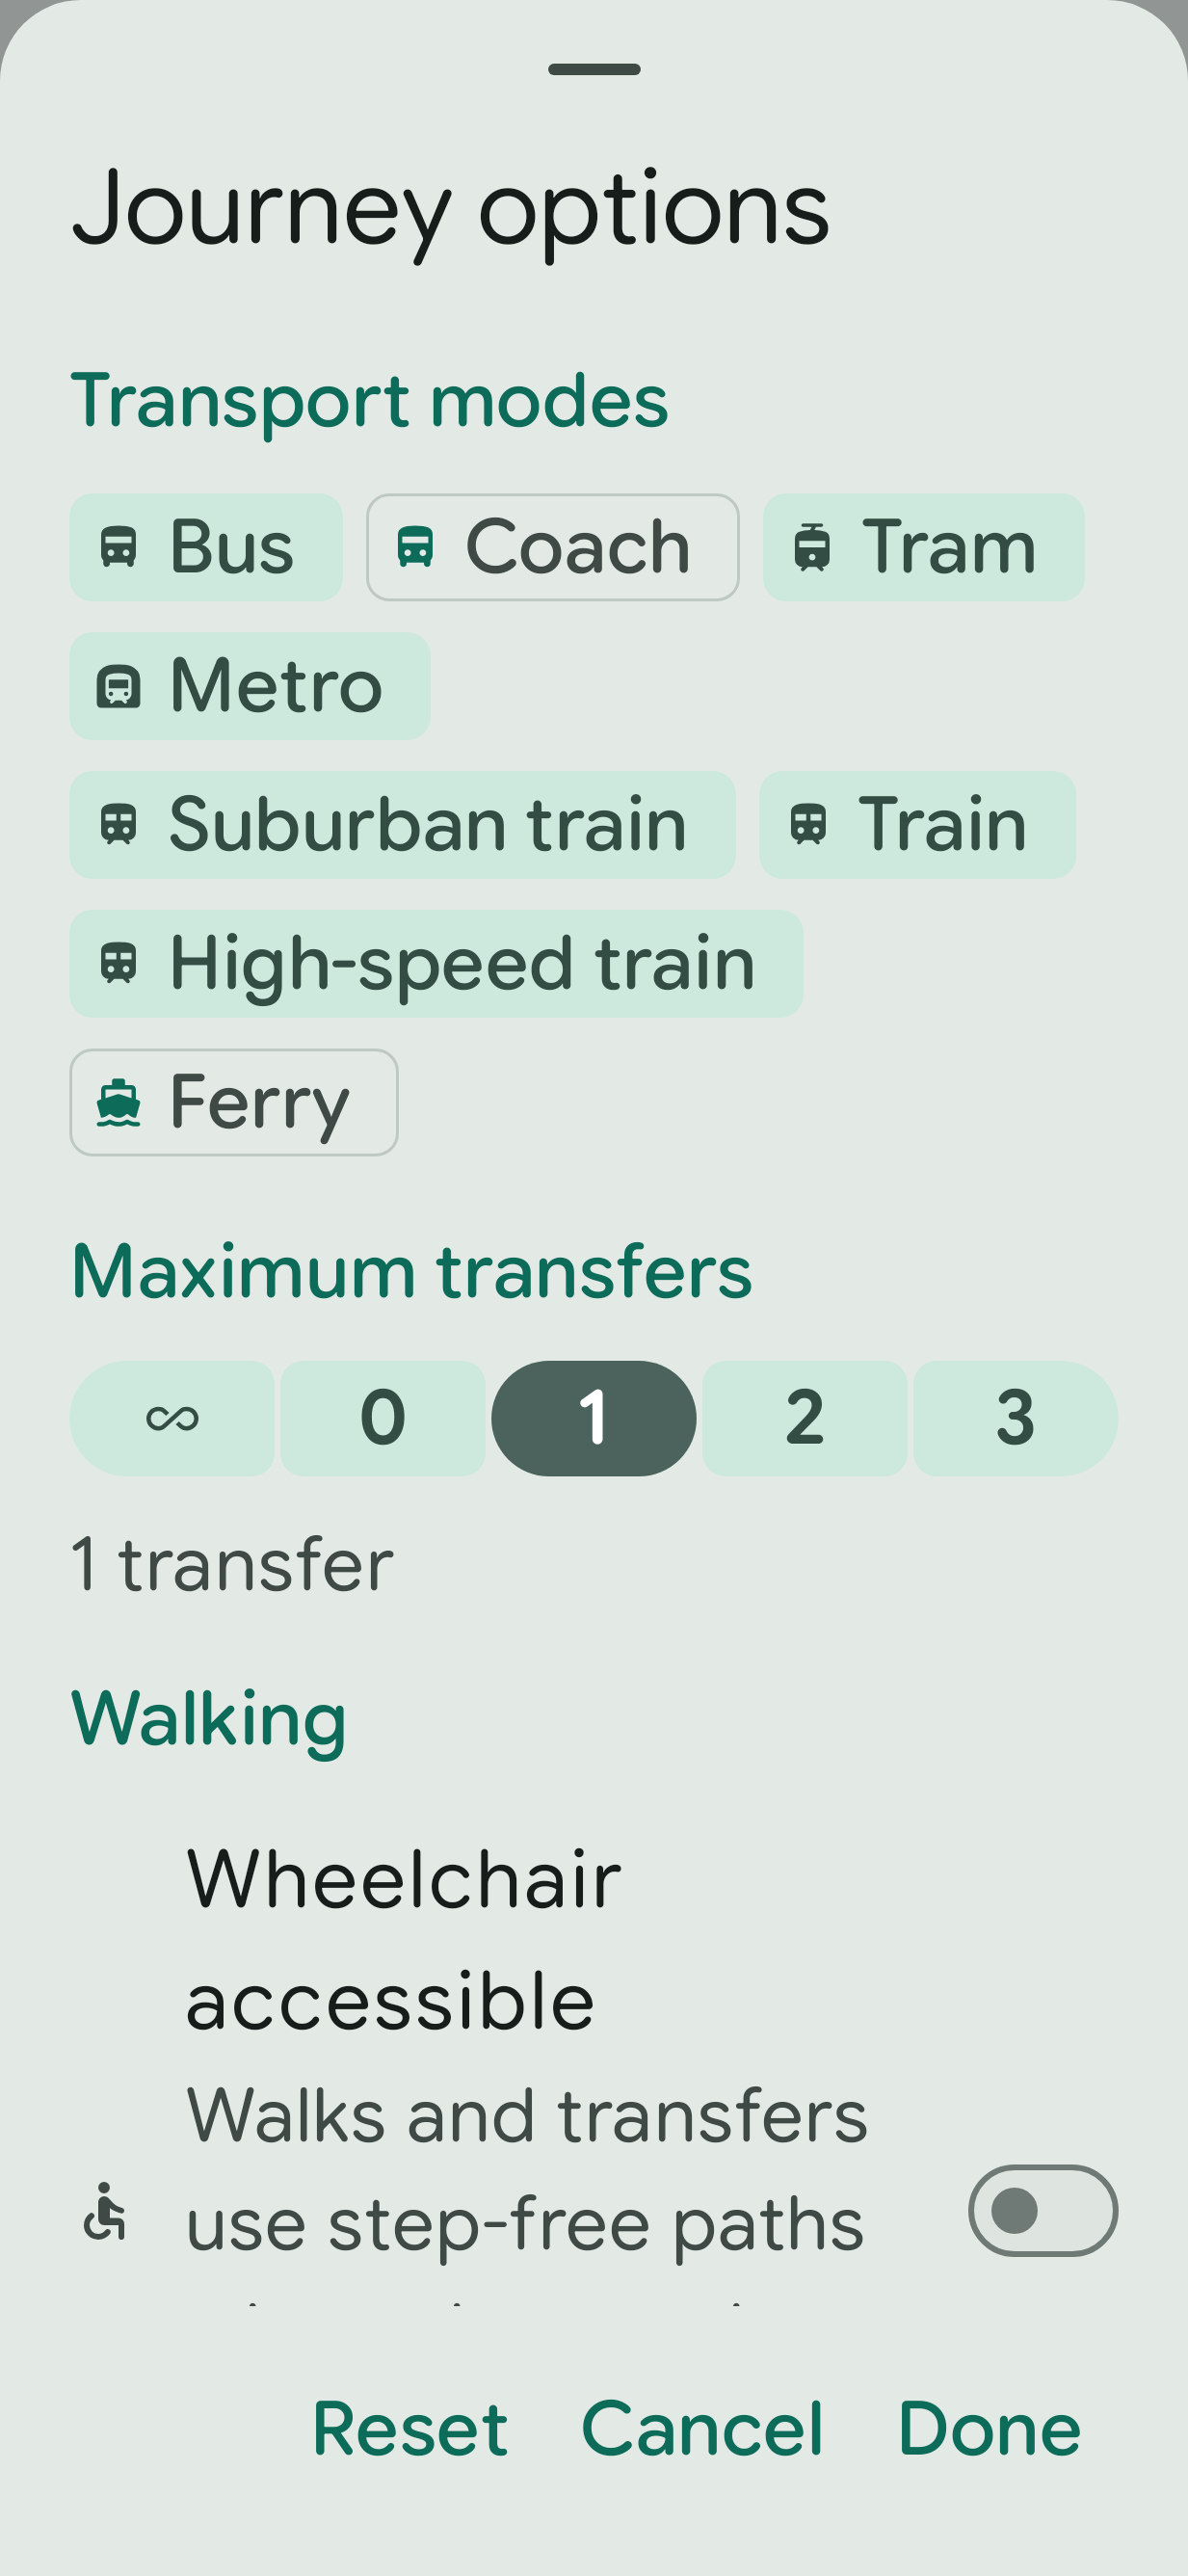 Journey options
Transport modes
Bus Coach Tram
Metro
Suburban train Train
High-speed train
Ferry
Maximum transfers
∞ 0 1 2 3
1 transfer
Walking
Wheelchair
accessible
Walks and transfers
use step-free paths
Reset Cancel Done